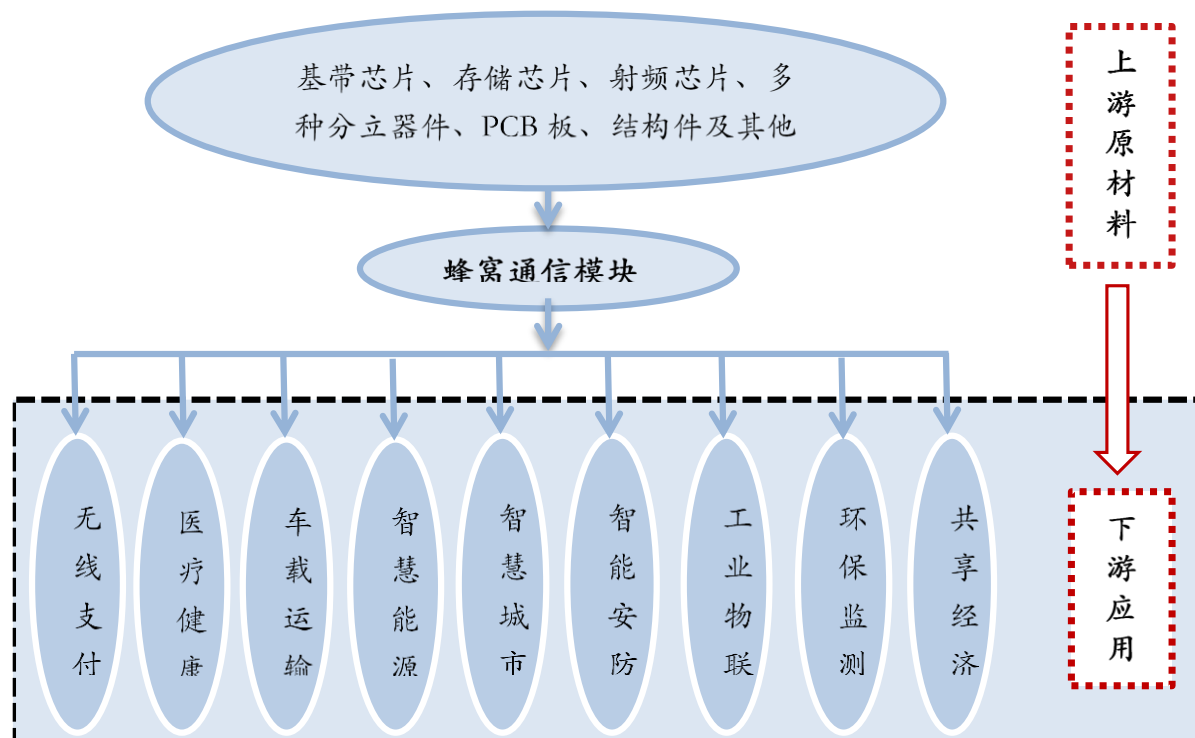 基带芯片、存储芯片、射频芯片、多
种分立器件、PCB 板、结构件及其他
上游原材料
蜂窝通信模块
无线支付
医疗健康
车载运输
智慧能源
智慧城市
智能安防
工业物联
环保监测
共享经济
下游应用